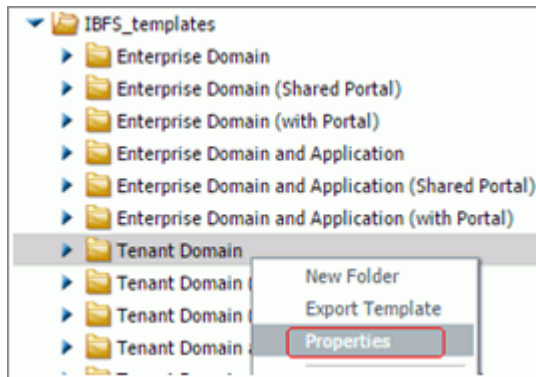 IBFS_templates
Enterprise Domain
Enterprise Domain (Shared Portal)
Enterprise Domain (with Portal)
Enterprise Domain and Application
Enterprise Domain and Application (Shared Portal)
Enterprise Domain and Application (with Portal)
Tenant Domain
Tenant Domain (
New Folder
Tenant Domain (
Export Template
Tenant Domain
Properties